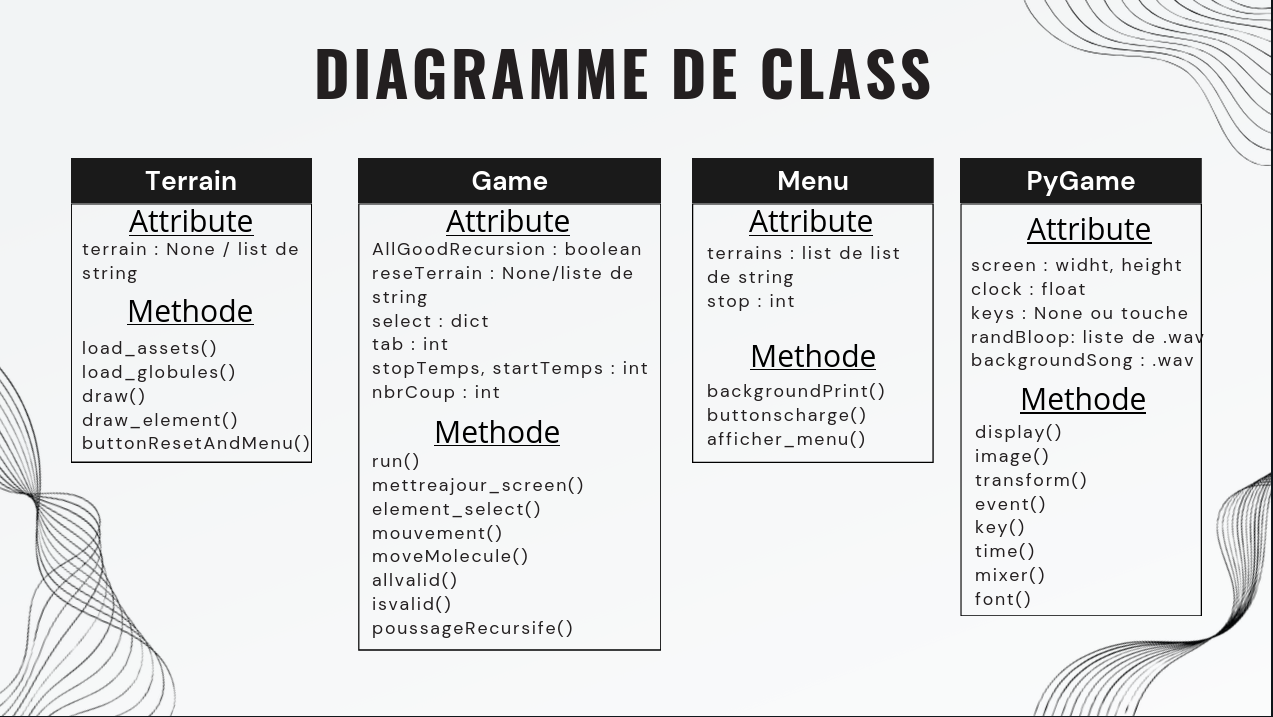 DIAGRAMME DE CLASS
Terrain
Attribute
terrain : None / list de
string
Methode
load_assets()
load_globules()
draw()
draw_element()
buttonResetAndMenu()
Game
Attribute
AllGoodRecursion : boolean
reseTerrain : None/liste de
string
select : dict
tab : int
stopTemps, startTemps : int
nbrCoup : int
Methode
run()
mettreajour_screen()
element_select()
mouvement()
moveMolecule()
allvalid()
isvalid()
poussageRecursife()
Menu
Attribute
terrains : list de list
de string
stop : int
Methode
backgroundPrint()
buttonscharge()
afficher_menu()
PyGame
Attribute
screen : widht, height
clock : float
keys : None ou touche
randBloop: liste de .wav
backgroundSong : .wav
Methode
display()
image()
transform()
event()
key()
time()
mixer()
font()